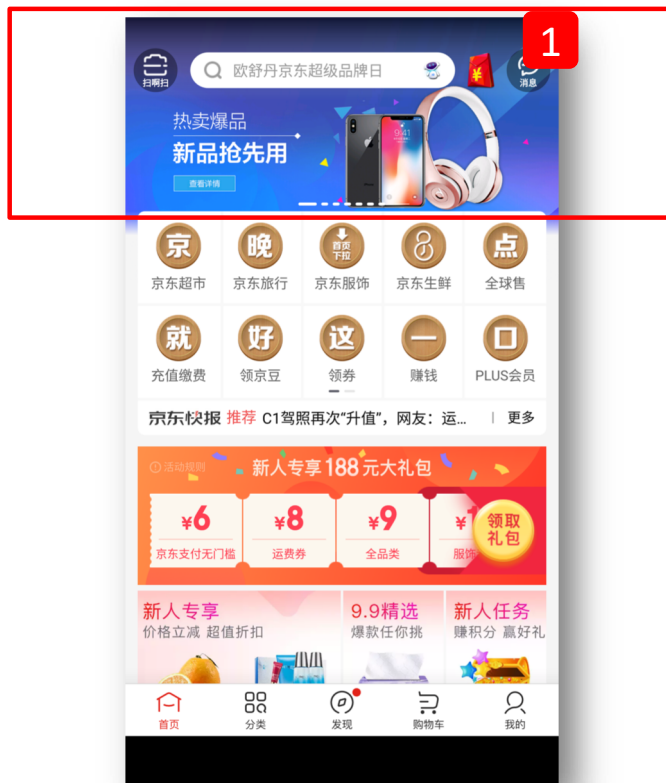 1
扫啊扫
欧舒丹京东超级品牌日
¥
消息
热卖爆品
新品抢先用
查看详情
9:41
京 晚 首页下拉 8 点
京东超市 京东旅行 京东服饰 京东生鲜 全球售
就 好 这 一 口
充值缴费 领京豆 领券 赚钱 PLUS会员
京东快报 推荐 C1驾照再次"升值"，网友：运... 更多
活动规则 新人专享188元大礼包
¥6 ¥8 ¥9 ¥
领取
礼包
京东支付无门槛 运费券 全品类 服饰
新人专享 9.9精选 新人任务
价格立减 超值折扣 爆款任你挑 赚积分 赢好礼
首页 分类 发现 购物车 我的